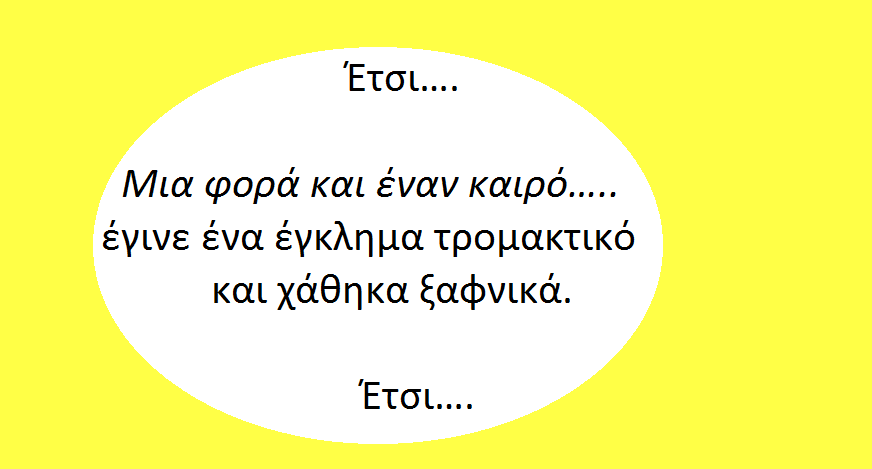 Έτσι....
Μια φορά και έναν καιρό.....
έγινε ένα έγκλημα τρομακτικό
και χάθηκα ξαφνικά.
Έτσι....